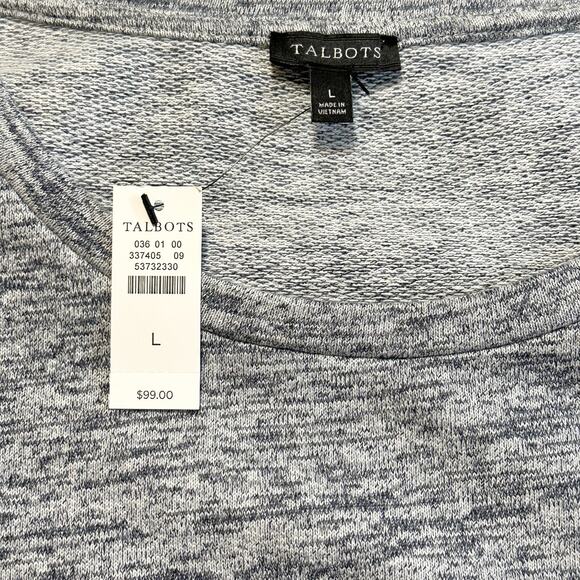 TALBOTS
L
MADE IN
VIETNAM
TALBOTS
036 01 00
337405 09
53732330
L
$99.00